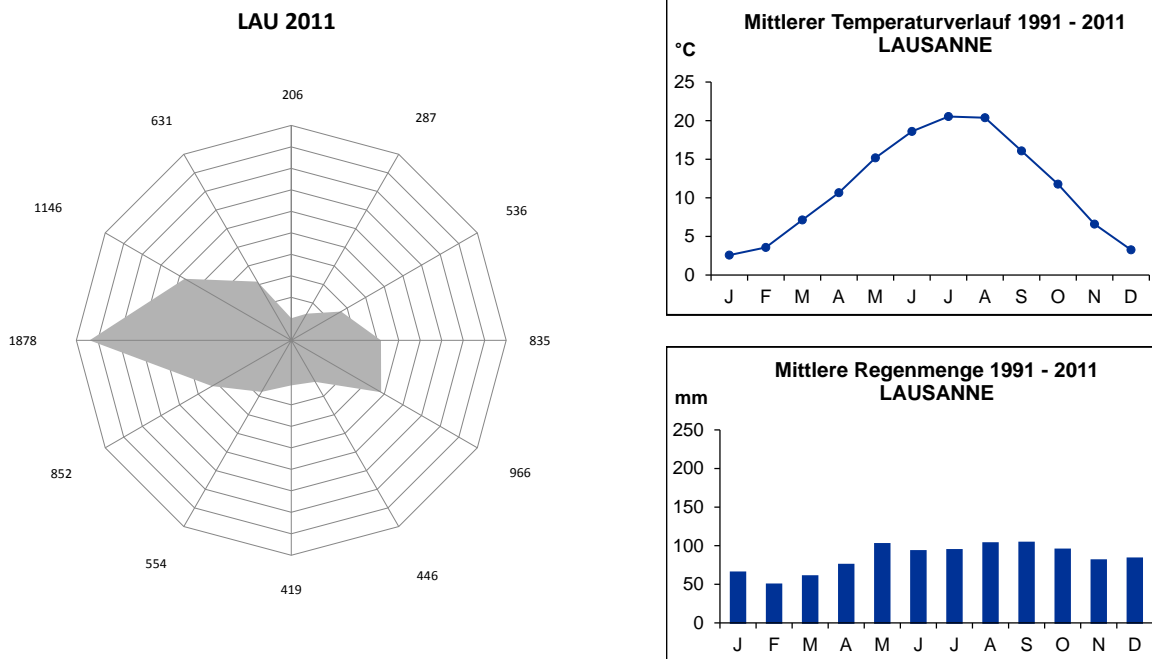 LAU 2011
206
287
536
835
966
446
419
554
852
1878
1146
631
Mittlerer Temperaturverlauf 1991 - 2011
LAUSANNE
°C
25
20
15
10
5
0
J F M A M J J A S O N D
Mittlere Regenmenge 1991 - 2011
LAUSANNE
mm
250
200
150
100
50
0
J F M A M J J A S O N D